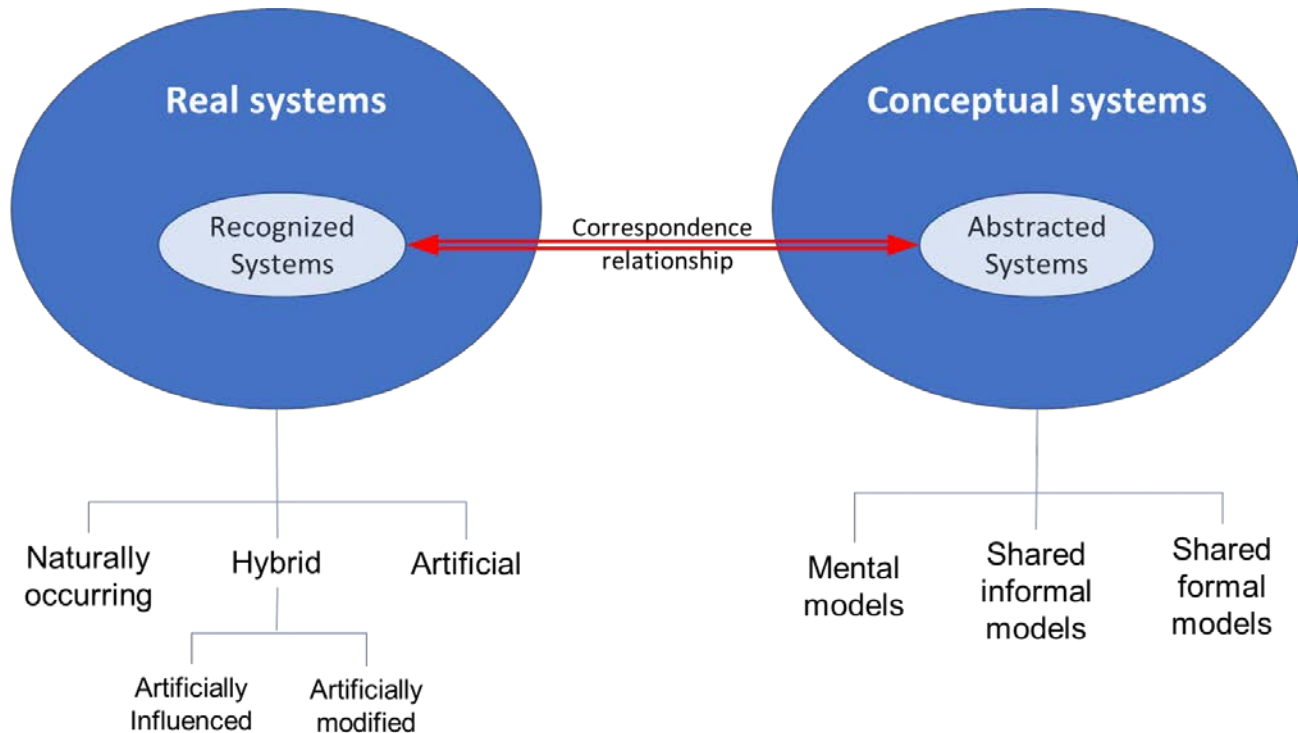 Real systems
Conceptual systems
Recognized
Systems
Correspondence
relationship
Abstracted
Systems
Naturally
occurring
Hybrid
Artificial
Artificially
Influenced
Artificially
modified
Mental
models
Shared
informal
models
Shared
formal
models